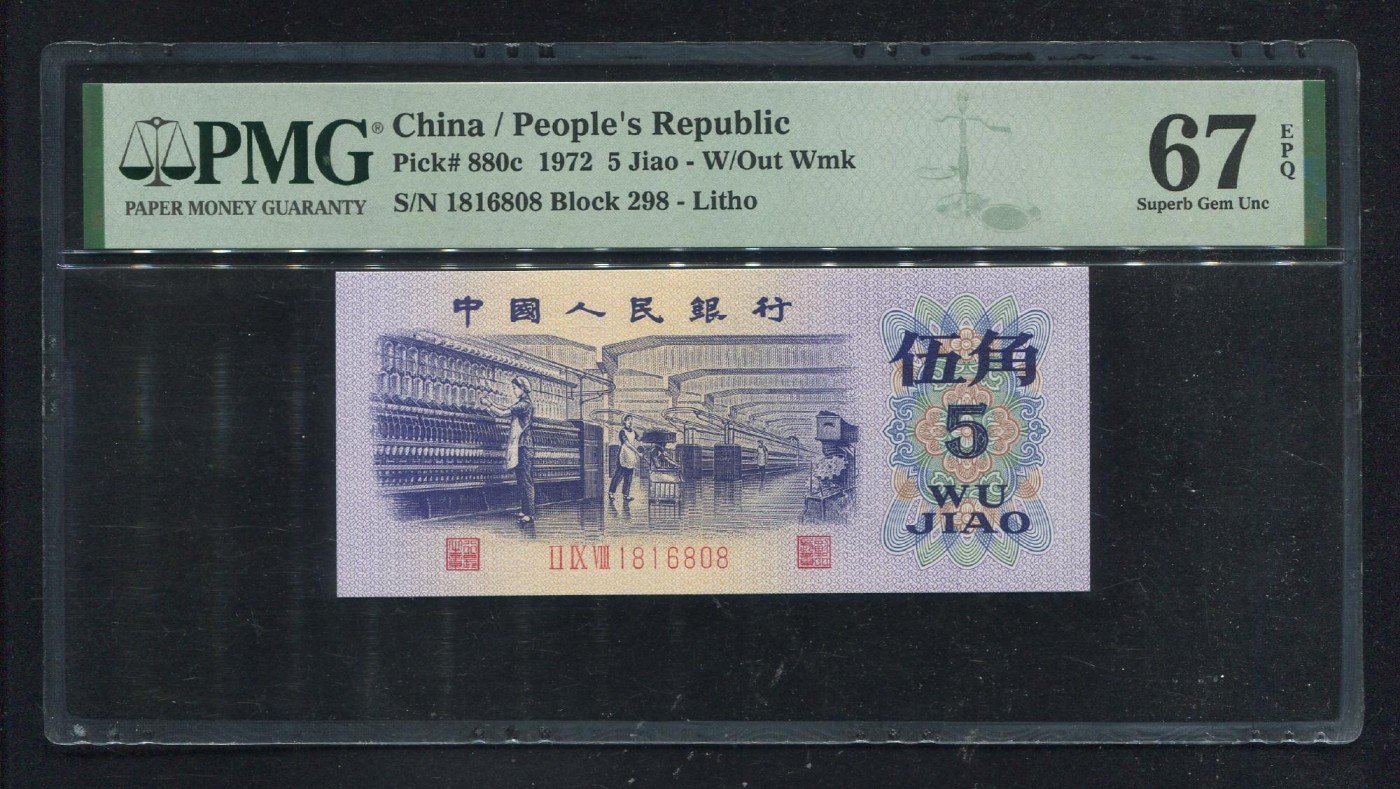 PMG®
PAPER MONEY GUARANTY
China / People's Republic
Pick# 880c 1972 5 Jiao - W/Out Wmk
S/N 1816808 Block 298 - Litho
67
EPQ
Superb Gem Unc
中國人民銀行
伍角
5
WU
JIAO
II IX VIII 1816808